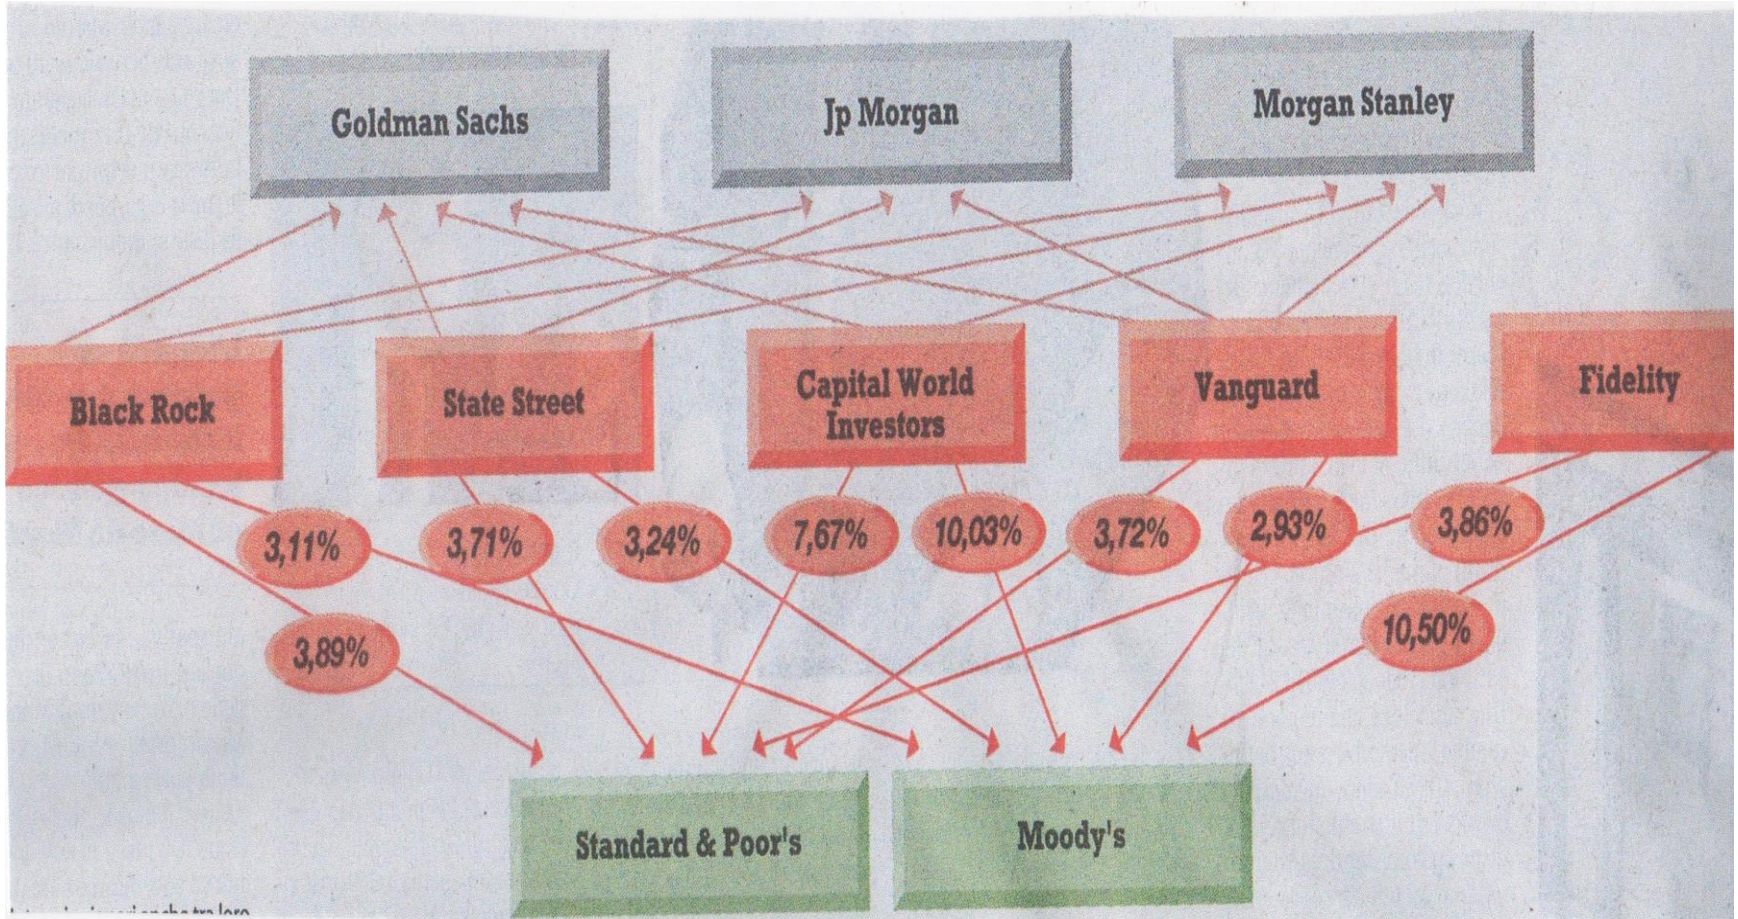 Goldman Sachs
Jp Morgan
Morgan Stanley
Black Rock
State Street
Capital World
Investors
Vanguard
Fidelity
3,11%
3,71%
3,24%
7,67%
10,03%
3,72%
2,93%
3,86%
3,89%
10,50%
Standard & Poor's
Moody's